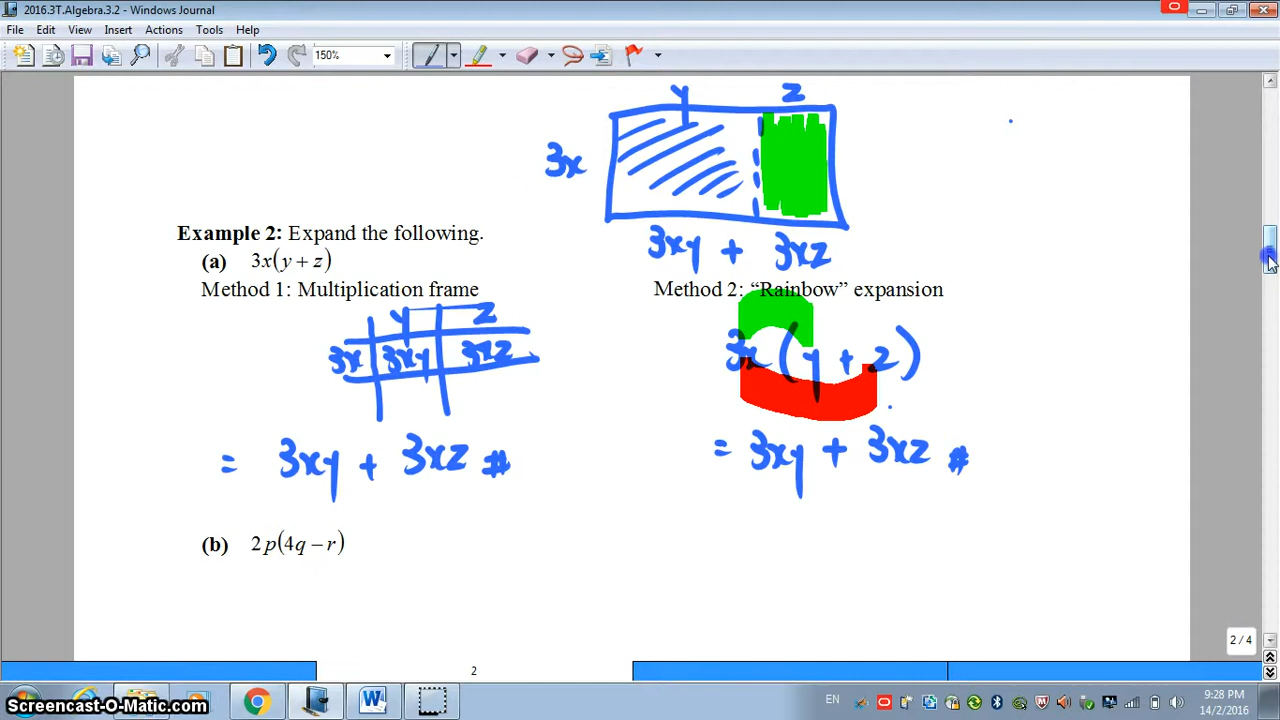 2016.3T.Algebra.3.2 - Windows Journal
File Edit View Insert Actions Tools Help
150%
y z
3x
3xy + 3xz
Example 2: Expand the following.
(a) 3x(y + z)
Method 1: Multiplication frame
Method 2: “Rainbow” expansion
y z
3x 3xy 3xz
3x (y + z)
= 3xy + 3xz #
= 3xy + 3xz #
(b) 2p(4q − r)
2 / 4
2
EN
9:28 PM
14/2/2016
Screencast-O-Matic.com